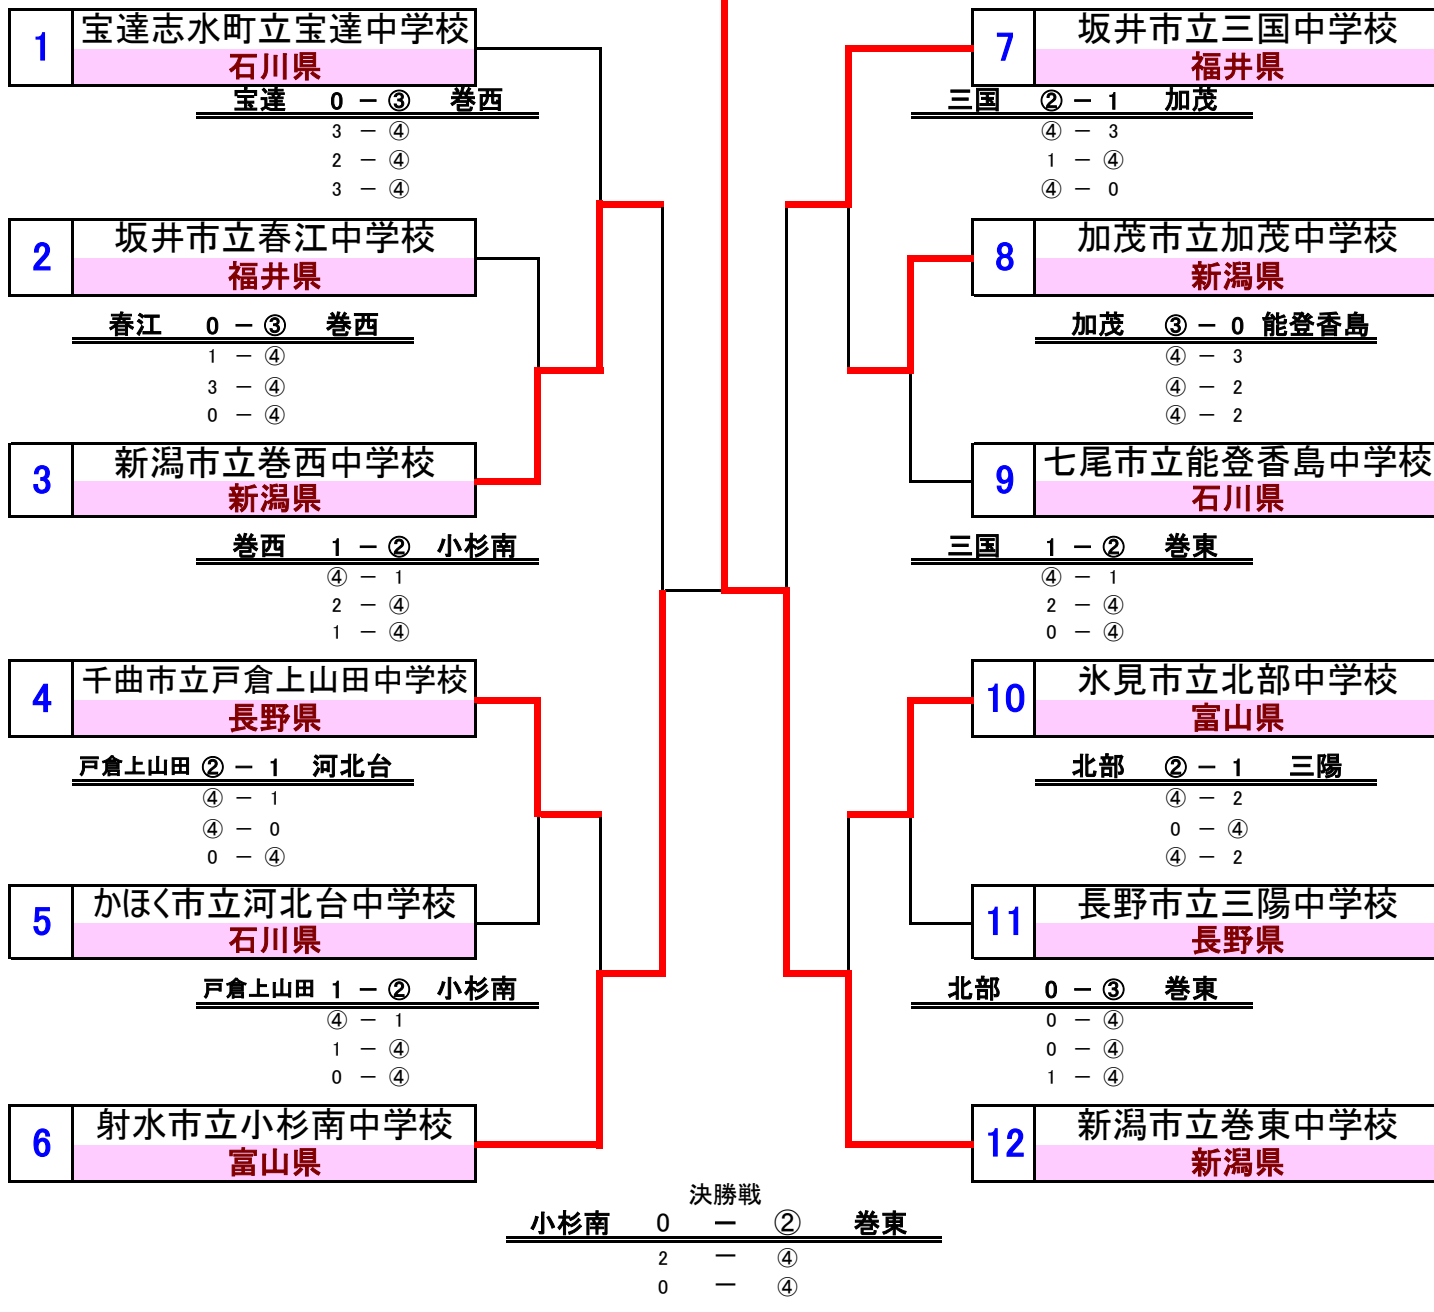 1
宝達志水町立宝達中学校
石川県
宝達 0 － ③ 巻西
3 － ④
2 － ④
3 － ④
2
坂井市立春江中学校
福井県
春江 0 － ③ 巻西
1 － ④
3 － ④
0 － ④
3
新潟市立巻西中学校
新潟県
巻西 1 － ② 小杉南
④ － 1
2 － ④
1 － ④
4
千曲市立戸倉上山田中学校
長野県
戸倉上山田 ② － 1 河北台
④ － 1
④ － 0
0 － ④
5
かほく市立河北台中学校
石川県
戸倉上山田 1 － ② 小杉南
④ － 1
1 － ④
0 － ④
6
射水市立小杉南中学校
富山県
7
坂井市立三国中学校
福井県
三国 ② － 1 加茂
④ － 3
1 － ④
④ － 0
8
加茂市立加茂中学校
新潟県
加茂 ③ － 0 能登香島
④ － 3
④ － 2
④ － 2
9
七尾市立能登香島中学校
石川県
三国 1 － ② 巻東
④ － 1
2 － ④
0 － ④
10
氷見市立北部中学校
富山県
北部 ② － 1 三陽
④ － 2
0 － ④
④ － 2
11
長野市立三陽中学校
長野県
北部 0 － ③ 巻東
0 － ④
0 － ④
1 － ④
12
新潟市立巻東中学校
新潟県
決勝戦
小杉南 0 － ② 巻東
2 － ④
0 － ④